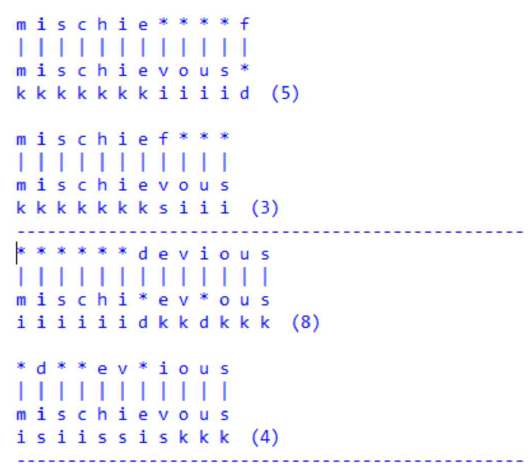 m i s c h i e * * * * f
| | | | | | | | | | | |
m i s c h i e v o u s *
k k k k k k k i i i i d (5)
m i s c h i e f * * *
| | | | | | | | | | |
m i s c h i e v o u s
k k k k k k k s i i i (3)
--------------------------------------------------
* * * * * * d e v i o u s
| | | | | | | | | | | | |
m i s c h i * e v * o u s
i i i i i i d k k d k k k (8)
* d * * e v * i o u s
| | | | | | | | | | |
m i s c h i e v o u s
i s i i s s i s k k k (4)
--------------------------------------------------